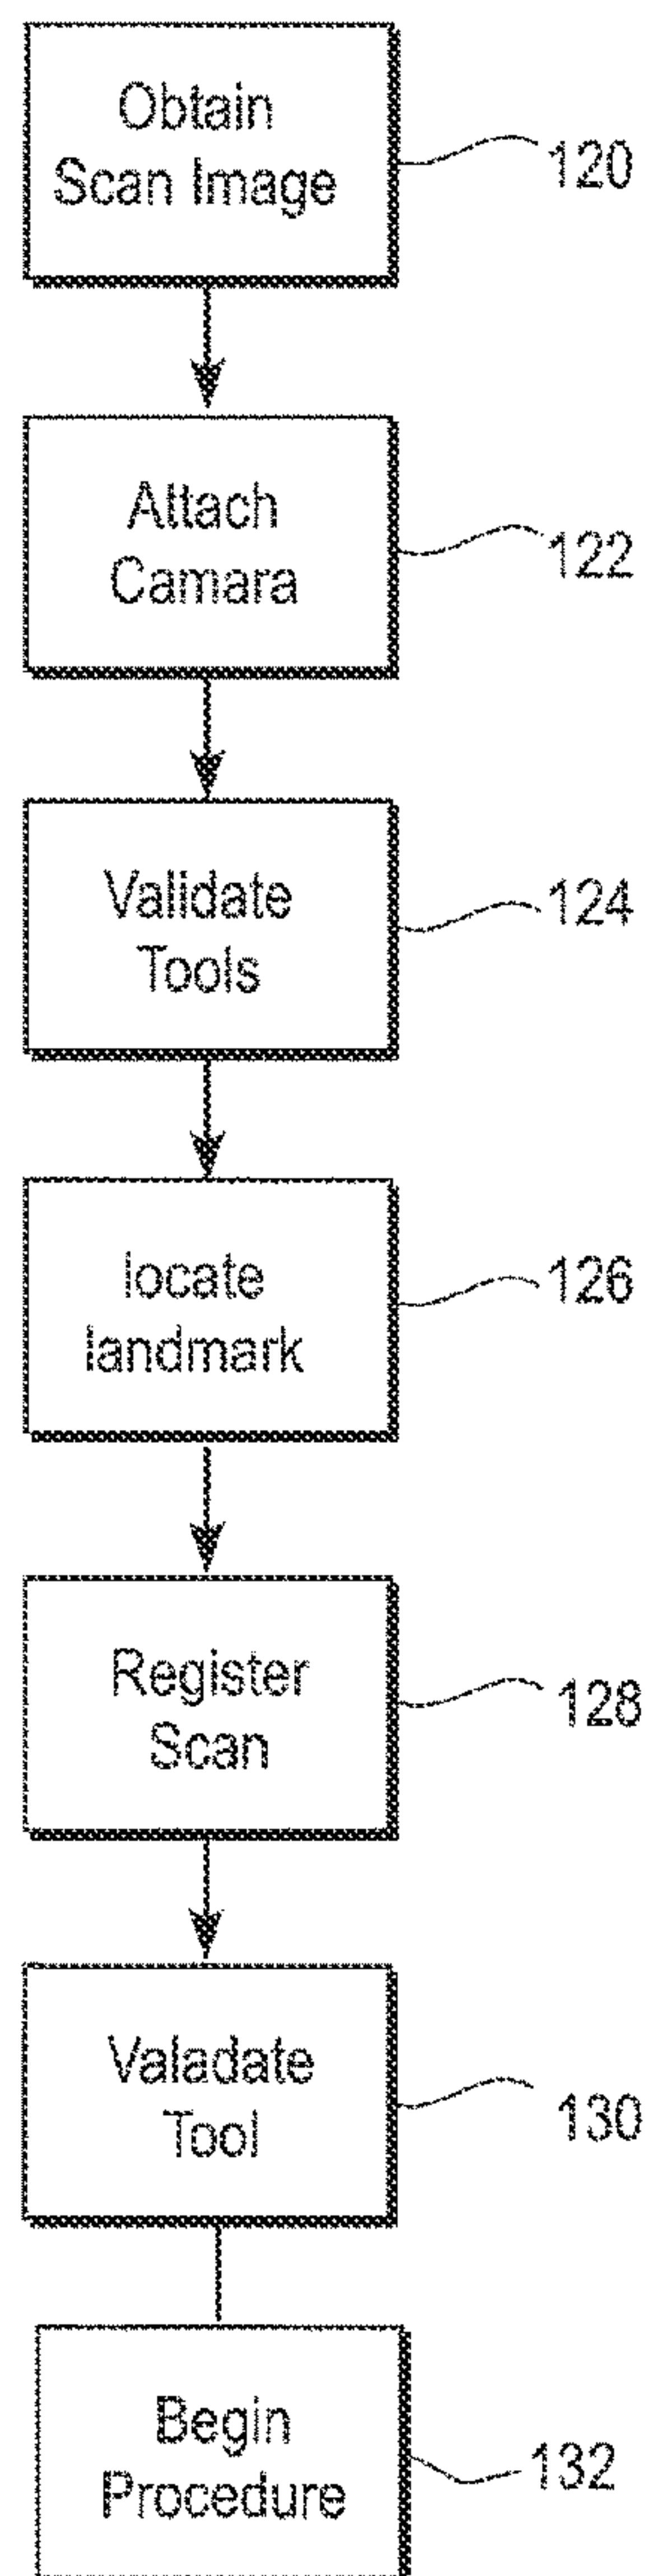 Obtain
Scan Image
120
Attach
Camara
122
Validate
Tools
124
locate
landmark
126
Register
Scan
128
Valadate
Tool
130
Begin
Procedure
132